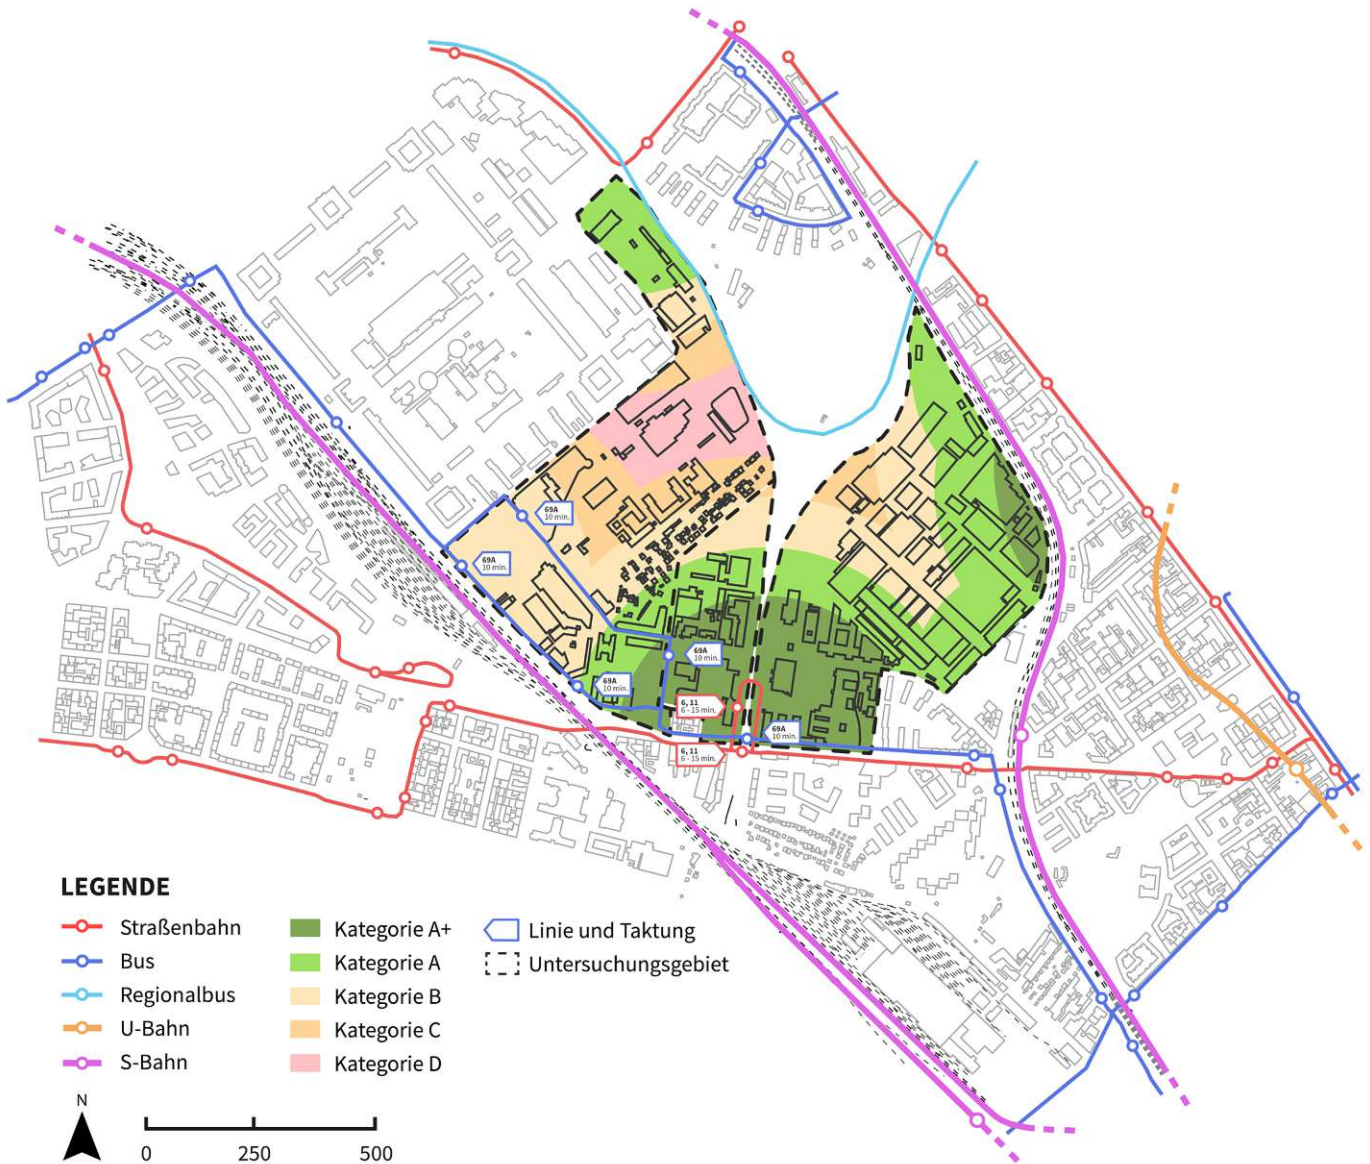 69A
10 min.
69A
10 min.
69A
10 min.
69A
10 min.
6, 11
6 - 15 min.
69A
10 min.
6, 11
6 - 15 min.
LEGENDE
Straßenbahn
Bus
Regionalbus
U-Bahn
S-Bahn
Kategorie A+
Kategorie A
Kategorie B
Kategorie C
Kategorie D
Linie und Taktung
Untersuchungsgebiet
N
0 250 500